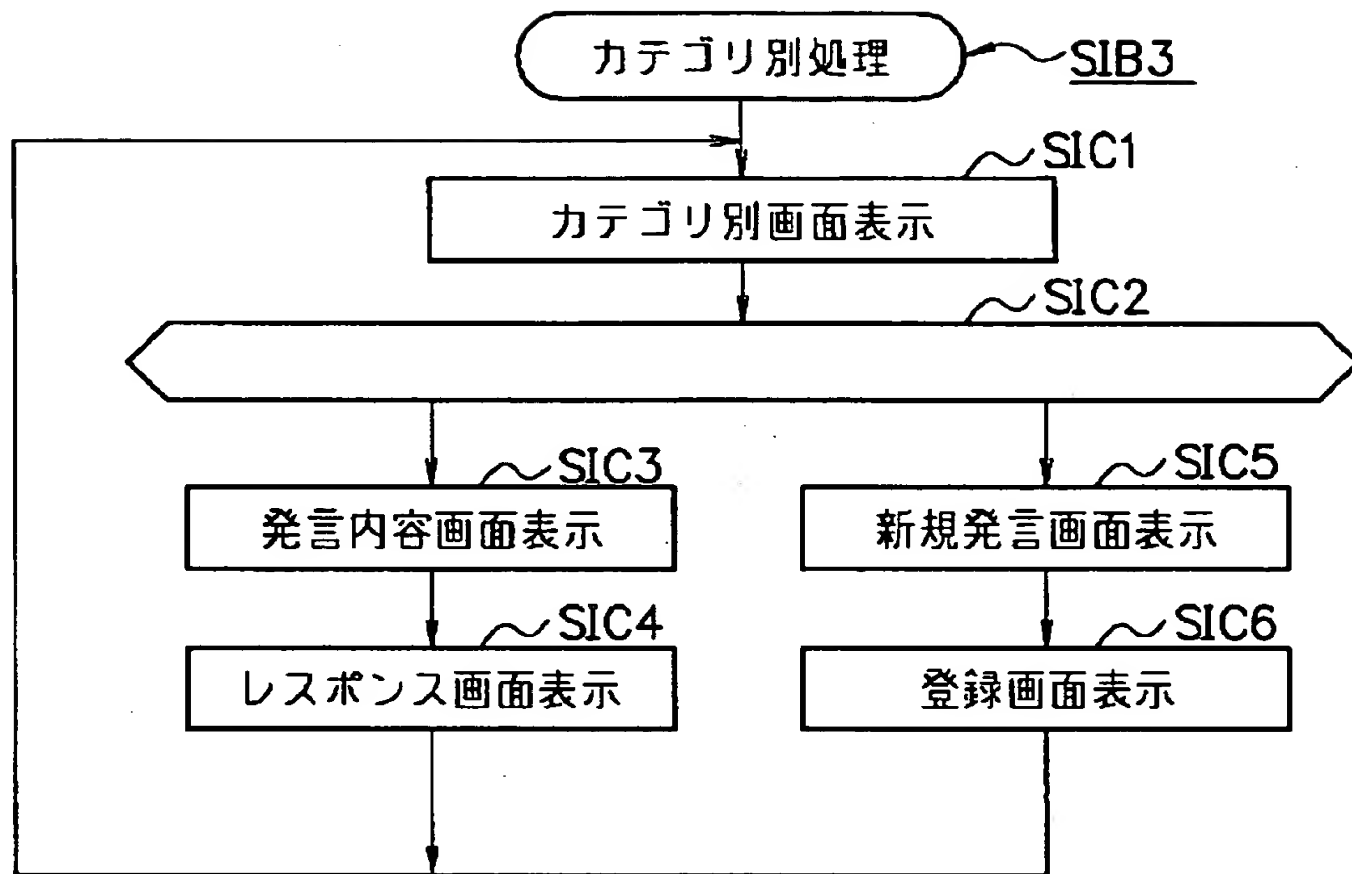 カテゴリ別処理
SIB3
SIC1
カテゴリ別画面表示
SIC2
SIC3
発言内容画面表示
SIC5
新規発言画面表示
SIC4
レスポンス画面表示
SIC6
登録画面表示